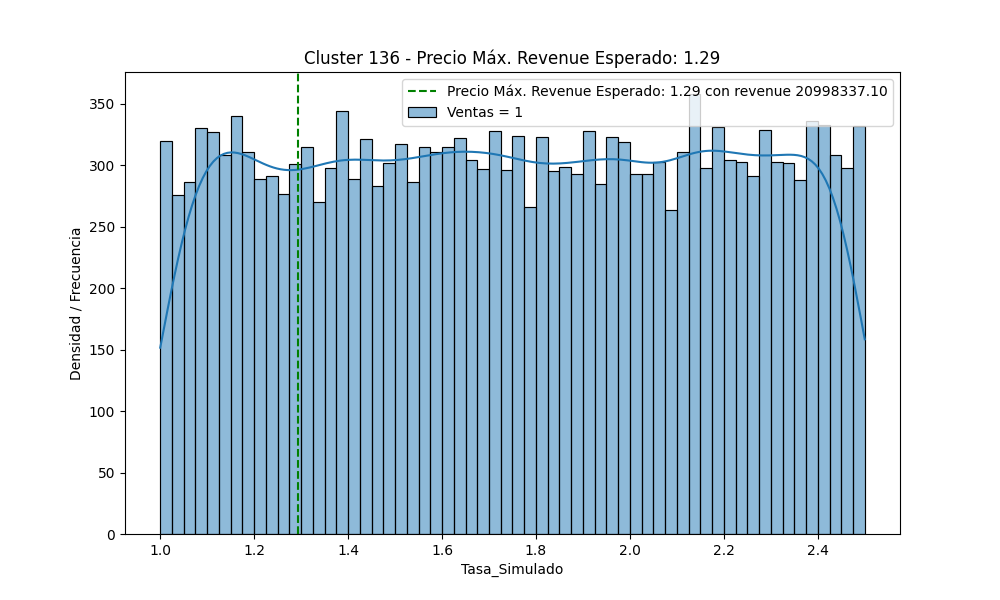 Cluster 136 - Precio Máx. Revenue Esperado: 1.29
Precio Máx. Revenue Esperado: 1.29 con revenue 20998337.10
Ventas = 1
Densidad / Frecuencia
350
300
250
200
150
100
50
0
1.0 1.2 1.4 1.6 1.8 2.0 2.2 2.4
Tasa_Simulado